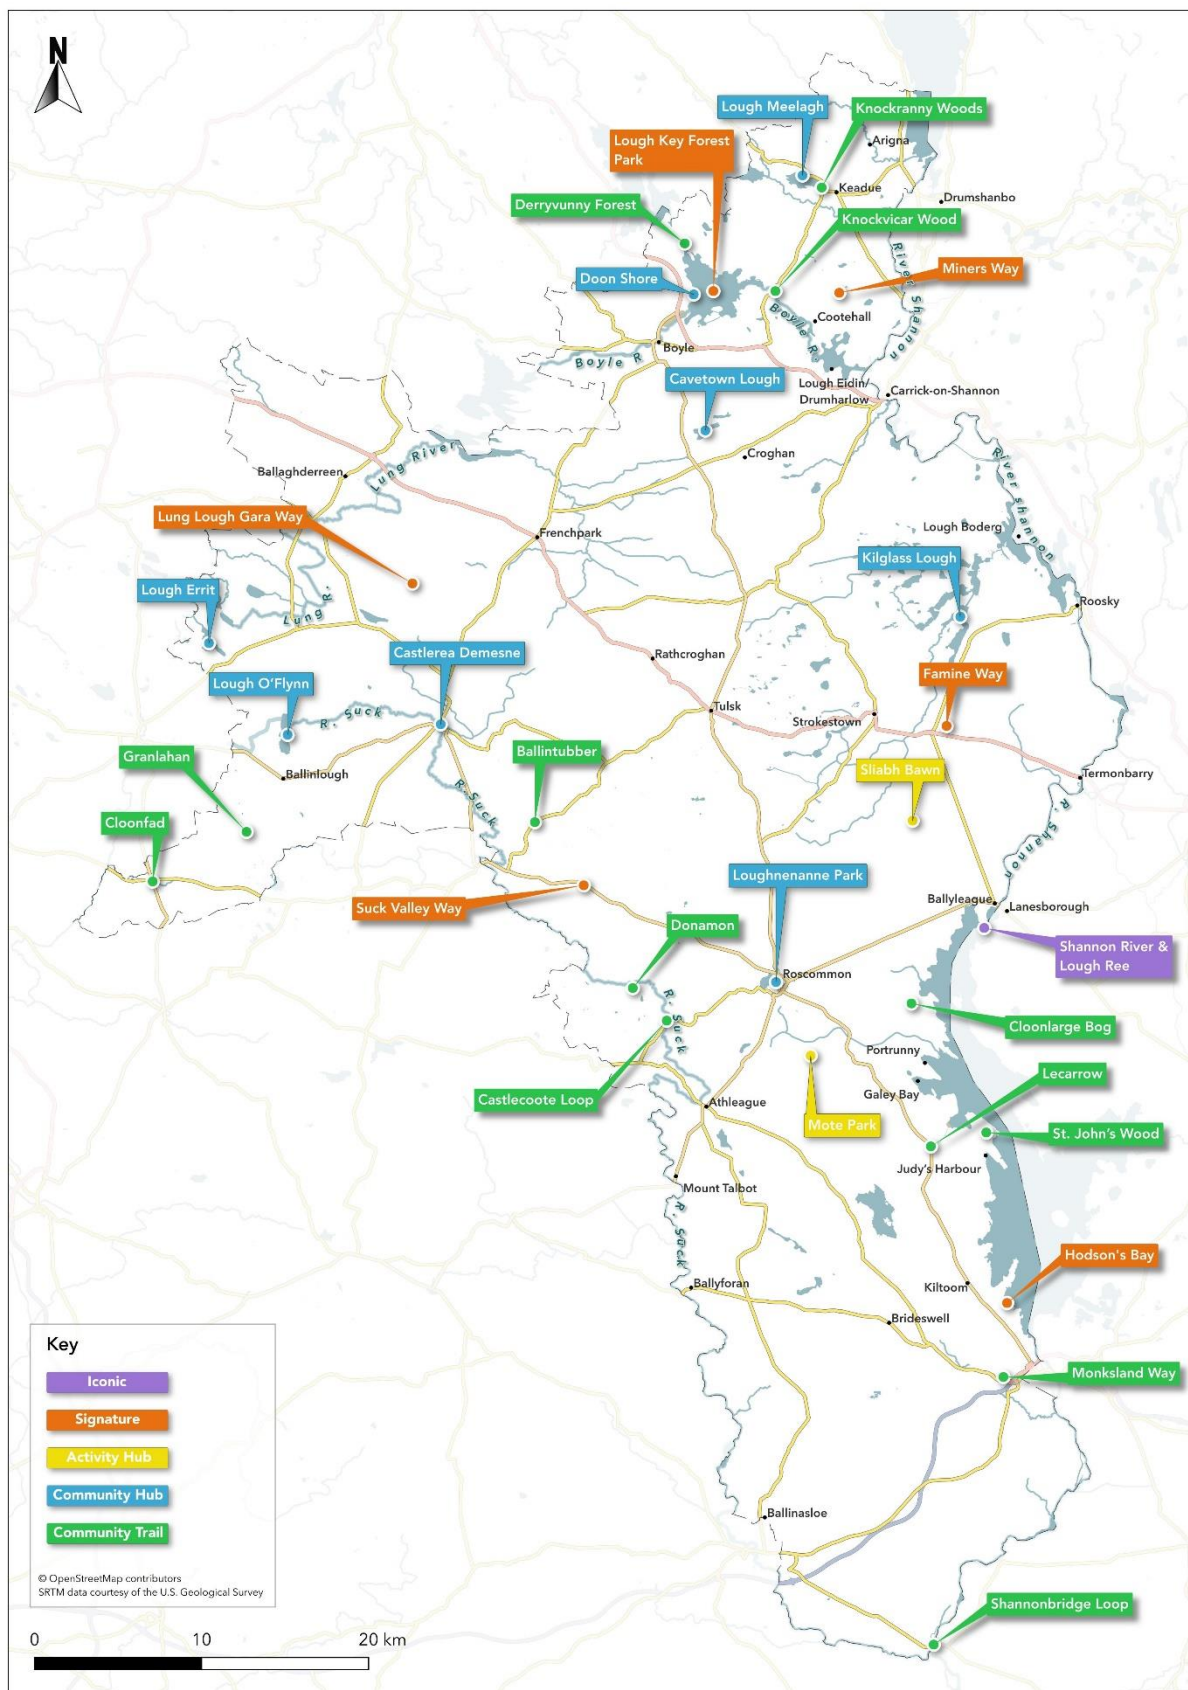 N
Lough Meelagh
Knockranny Woods
Lough Key Forest
Park
Arigna
Keadue
Drumshanbo
Derryvunny Forest
Knockvicar Wood
Doon Shore
Miners Way
River Shannon
Boyle R.
Cootehall
Boyle
Boyle R.
Cavetown Lough
Lough Eidin/
Drumharlow
Carrick-on-Shannon
Croghan
Lung River
Ballaghderreen
River shannon
Lung Lough Gara Way
Frenchpark
Lough Boderg
Kilglass Lough
Lough Errit
Lung R.
Roosky
Castlerea Demesne
Rathcroghan
Lough O'Flynn
Famine Way
R. Suck
Tulsk
Strokestown
Granlahan
Ballinlough
Ballintubber
Sliabh Bawn
Termonbarry
R. Suck
R. Shannon
Cloonfad
Loughnenanne Park
Suck Valley Way
Ballyleague
Lanesborough
Donamon
Shannon River &
Lough Ree
Roscommon
R. Suck
Cloonlarge Bog
Portrunny
Lecarrow
Galey Bay
Castlecoote Loop
Athleague
Mote Park
St. John's Wood
Judy's Harbour
Mount Talbot
R. Suck
Hodson's Bay
Ballyforan
Kiltoom
Brideswell
Monksland Way
Key
Iconic
Signature
Activity Hub
Community Hub
Community Trail
Ballinasloe
© OpenStreetMap contributors
SRTM data courtesy of the U.S. Geological Survey
Shannonbridge Loop
0 10 20 km